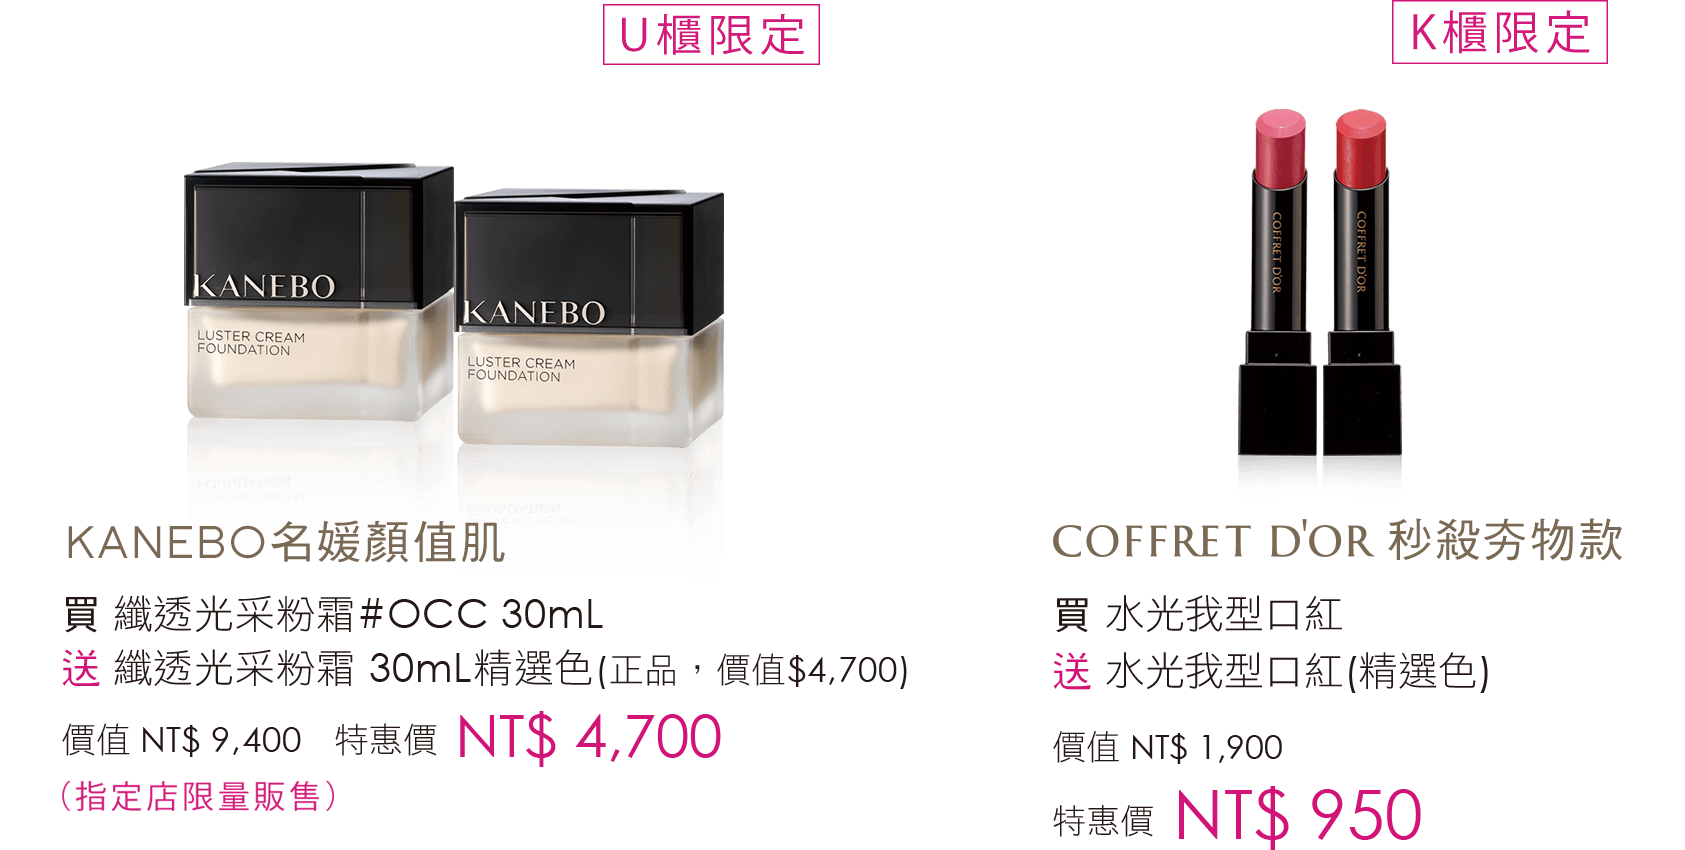 U櫃限定
KANEBO
LUSTER CREAM
FOUNDATION
KANEBO
LUSTER CREAM
FOUNDATION
KANEBO名媛顏值肌
買 纖透光采粉霜#OCC 30mL
送 纖透光采粉霜 30mL精選色(正品，價值$4,700)
價值 NT$ 9,400 特惠價 NT$ 4,700
(指定店限量販售)
K櫃限定
COFFRET D'OR
COFFRET D'OR
COFFRET D'OR 秒殺夯物款
買 水光我型口紅
送 水光我型口紅(精選色)
價值 NT$ 1,900
特惠價 NT$ 950